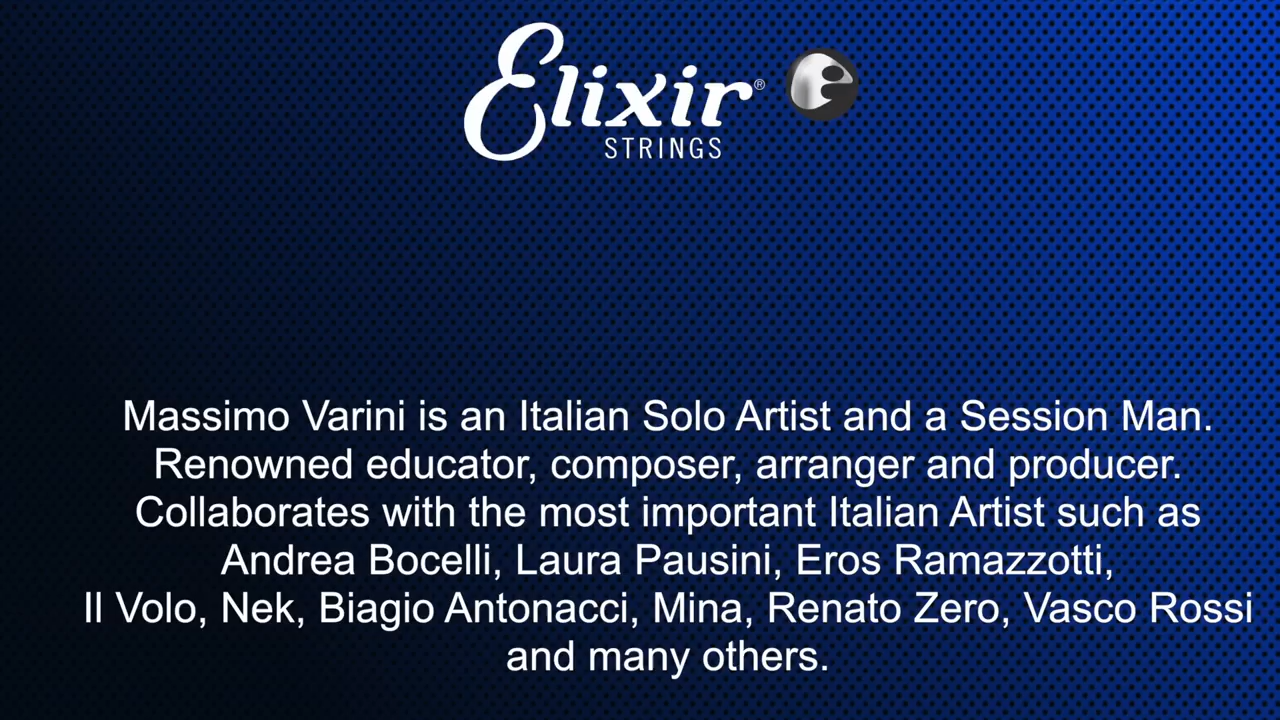 Elixir®
STRINGS
Massimo Varini is an Italian Solo Artist and a Session Man.
Renowned educator, composer, arranger and producer.
Collaborates with the most important Italian Artist such as
Andrea Bocelli, Laura Pausini, Eros Ramazzotti,
Il Volo, Nek, Biagio Antonacci, Mina, Renato Zero, Vasco Rossi
and many others.